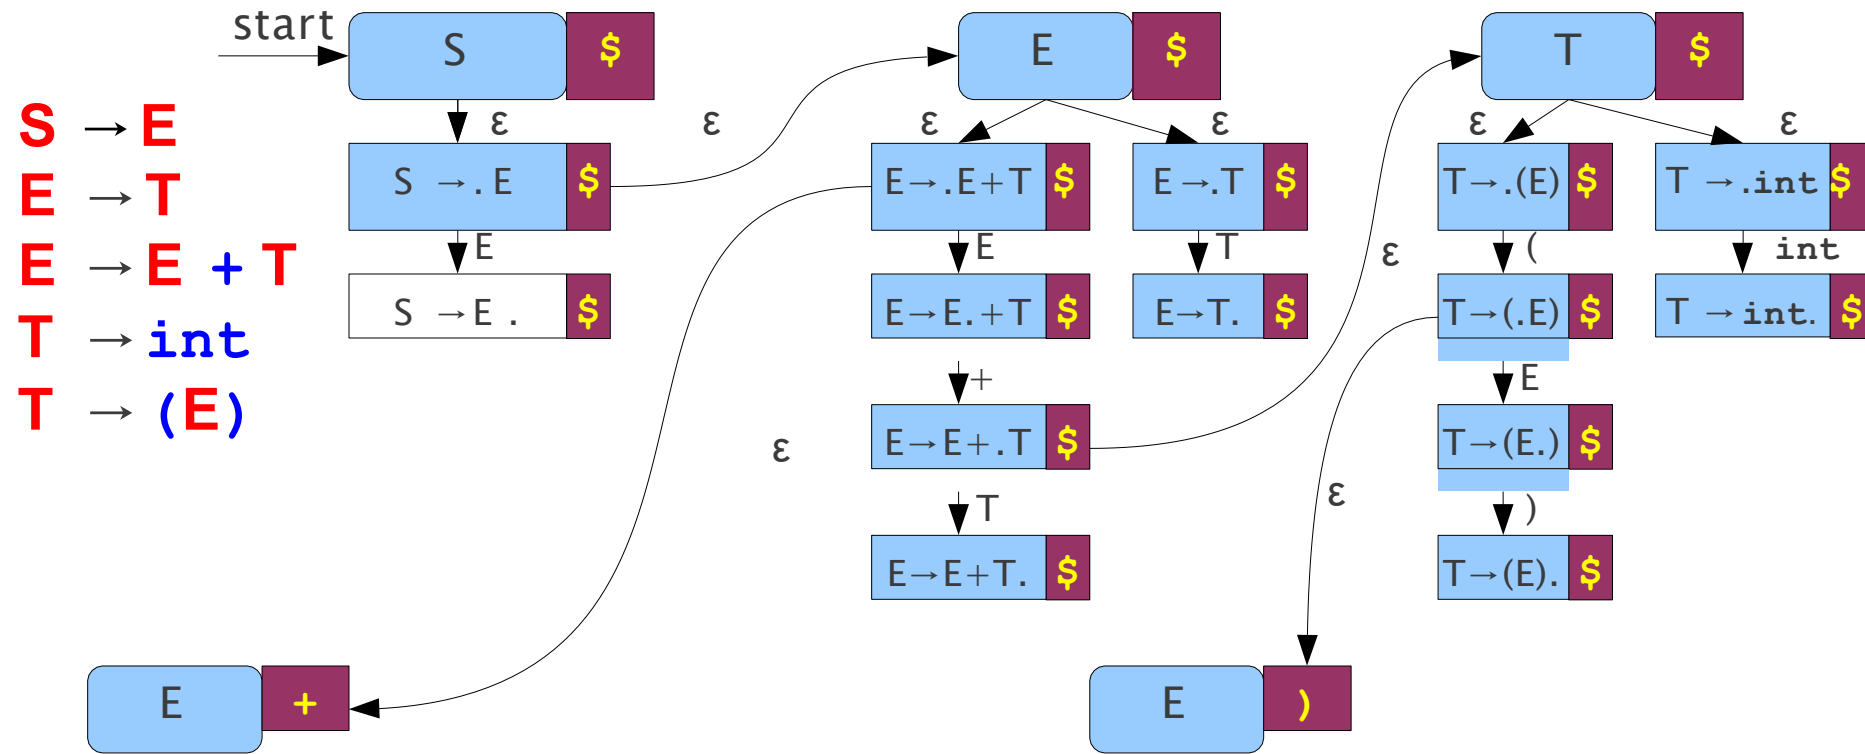 start
S $
E $
T $
ε ε ε ε ε ε
S → E
S → . E $
E→.E+T $
E →.T $
T→.(E) $
T →.int $
E → T
E E T ( int
E → E + T
ε
S →E . $
E→E.+T $
E→T. $
T→(.E) $
T → int. $
T → int
+ E
T → (E)
ε
E→E+.T $
T→(E.) $
ε
T )
E→E+T. $
T→(E). $
E +
E )